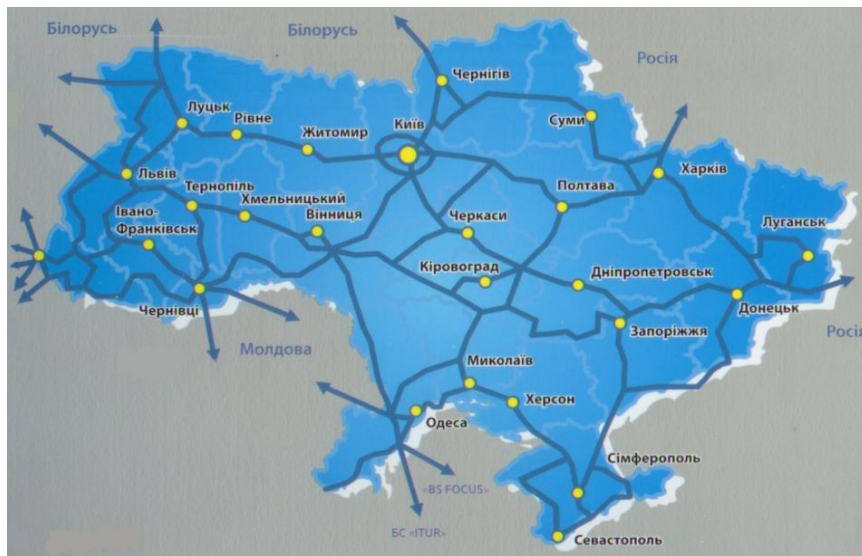 Білорусь
Білорусь
Росія
Чернігів
Луцьк
Рівне
Житомир
Київ
Суми
Львів
Тернопіль
Хмельницький
Вінниця
Полтава
Харків
Івано-
Франківськ
Черкаси
Луганськ
Кіровоград
Дніпропетровськ
Чернівці
Донецьк
Запоріжжя
Росія
Молдова
Миколаїв
Херсон
Одеса
Сімферополь
«BS FOCUS»
БС «ITUR»
Севастополь